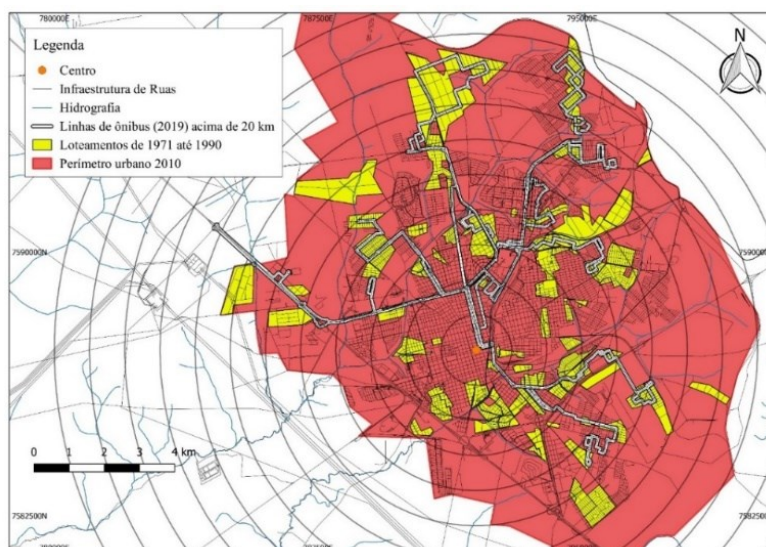 780000E 787500E 795000E
Legenda
Centro
Infraestrutura de Ruas
Hidrografia
Linhas de ônibus (2019) acima de 20 km
Loteamentos de 1971 até 1990
Perímetro urbano 2010
N
7590000N 7590000N
0 1 2 3 4 km
7582500N 7582500N